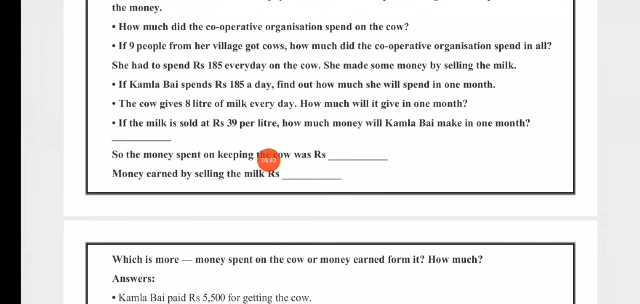 the money.
• How much did the co-operative organisation spend on the cow?
• If 9 people from her village got cows, how much did the co-operative organisation spend in all?
She had to spend Rs 185 everyday on the cow. She made some money by selling the milk.
• If Kamla Bai spends Rs 185 a day, find out how much she will spend in one month.
• The cow gives 8 litre of milk every day. How much will it give in one month?
• If the milk is sold at Rs 39 per litre, how much money will Kamla Bai make in one month?
___________
So the money spent on keeping the cow was Rs ___________
05:43
Money earned by selling the milk Rs ___________
Which is more — money spent on the cow or money earned form it? How much?
Answers:
• Kamla Bai paid Rs 5,500 for getting the cow.